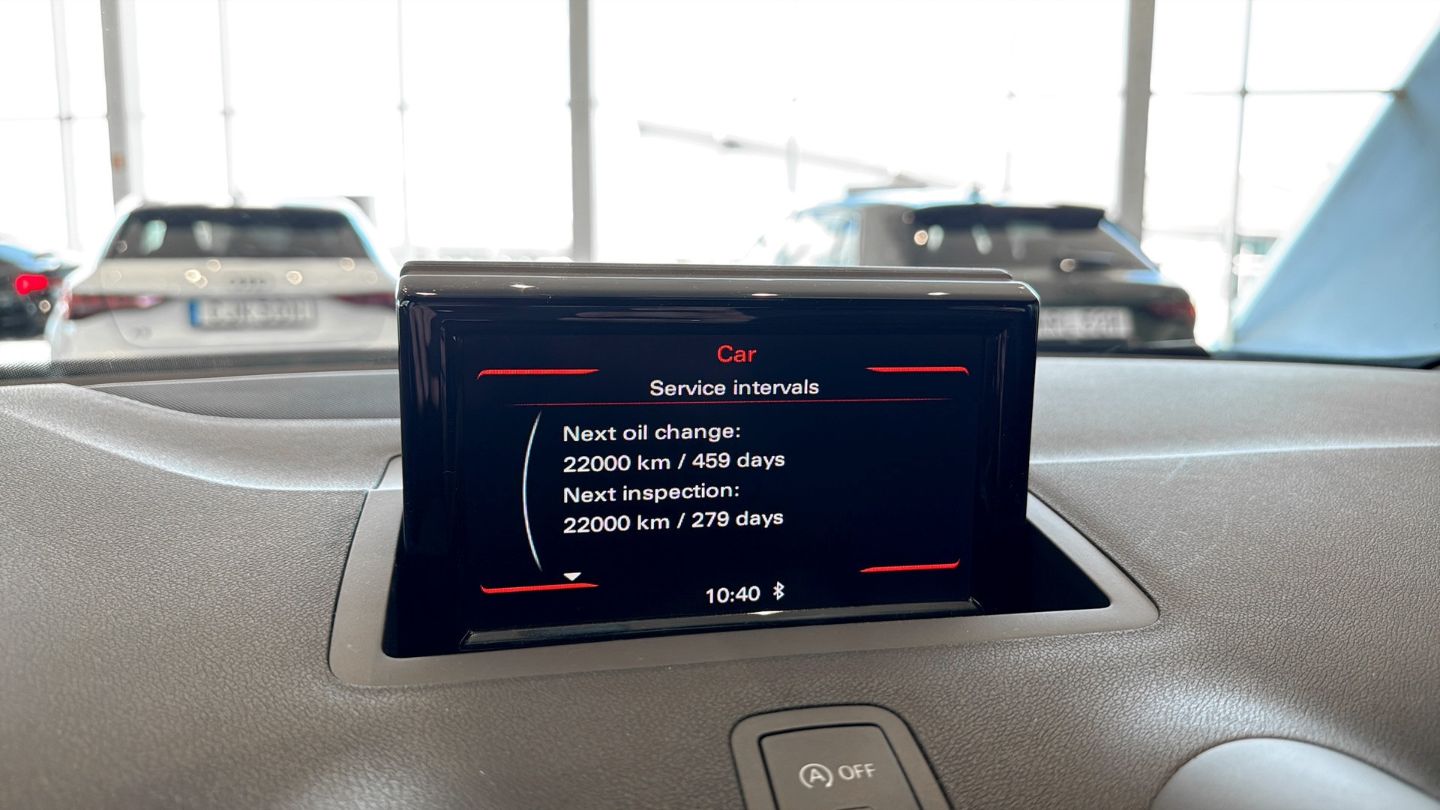 Car
Service intervals
Next oil change:
22000 km / 459 days
Next inspection:
22000 km / 279 days
10:40
A OFF